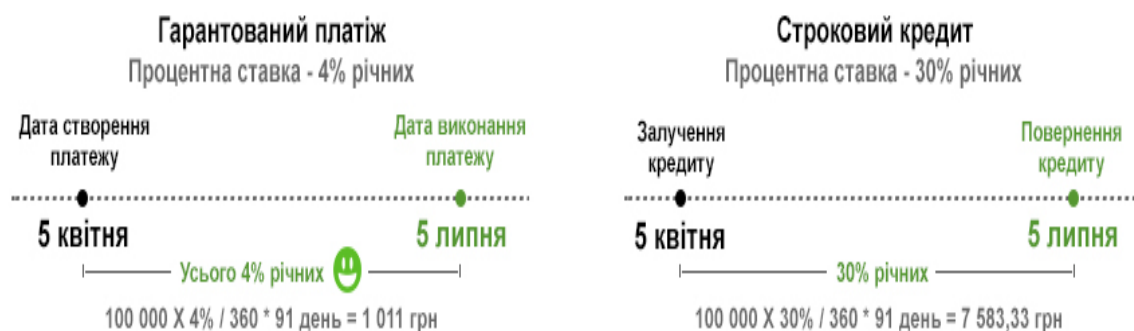 Гарантований платіж
Процентна ставка - 4% річних
Дата створення
платежу
Дата виконання
платежу
5 квітня
5 липня
Усього 4% річних
100 000 X 4% / 360 * 91 день = 1 011 грн
Строковий кредит
Процентна ставка - 30% річних
Залучення
кредиту
Повернення
кредиту
5 квітня
5 липня
30% річних
100 000 X 30% / 360 * 91 день = 7 583,33 грн